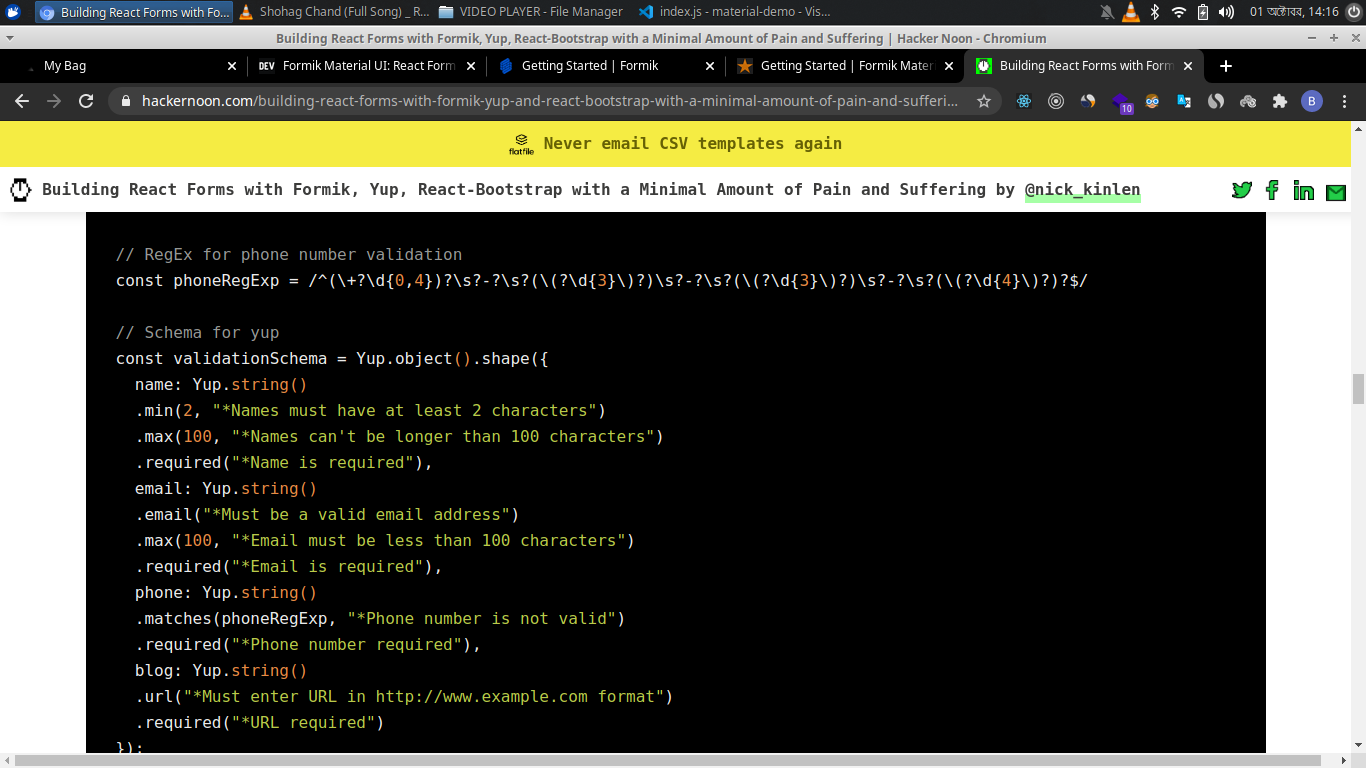 Building React Forms with Fo...
Shohag Chand (Full Song) _ R...
VIDEO PLAYER - File Manager
index.js - material-demo - Vis...
01 অক্টোবর, 14:16
Building React Forms with Formik, Yup, React-Bootstrap with a Minimal Amount of Pain and Suffering | Hacker Noon - Chromium
My Bag
DEV
Formik Material UI: React Form
Getting Started | Formik
Getting Started | Formik Mater
Building React Forms with Form
hackernoon.com/building-react-forms-with-formik-yup-and-react-bootstrap-with-a-minimal-amount-of-pain-and-sufferi...
10
B
flatfile
Never email CSV templates again
Building React Forms with Formik, Yup, React-Bootstrap with a Minimal Amount of Pain and Suffering by @nick_kinlen
// RegEx for phone number validation
const phoneRegExp = /^(\+?\d{0,4})?\s?-?\s?(\(?\d{3}\)?)\s?-?\s?(\(?\d{3}\)?)\s?-?\s?(\(?\d{4}\)?)?$/
// Schema for yup
const validationSchema = Yup.object().shape({
name: Yup.string()
.min(2, "*Names must have at least 2 characters")
.max(100, "*Names can't be longer than 100 characters")
.required("*Name is required"),
email: Yup.string()
.email("*Must be a valid email address")
.max(100, "*Email must be less than 100 characters")
.required("*Email is required"),
phone: Yup.string()
.matches(phoneRegExp, "*Phone number is not valid")
.required("*Phone number required"),
blog: Yup.string()
.url("*Must enter URL in http://www.example.com format")
.required("*URL required")
});